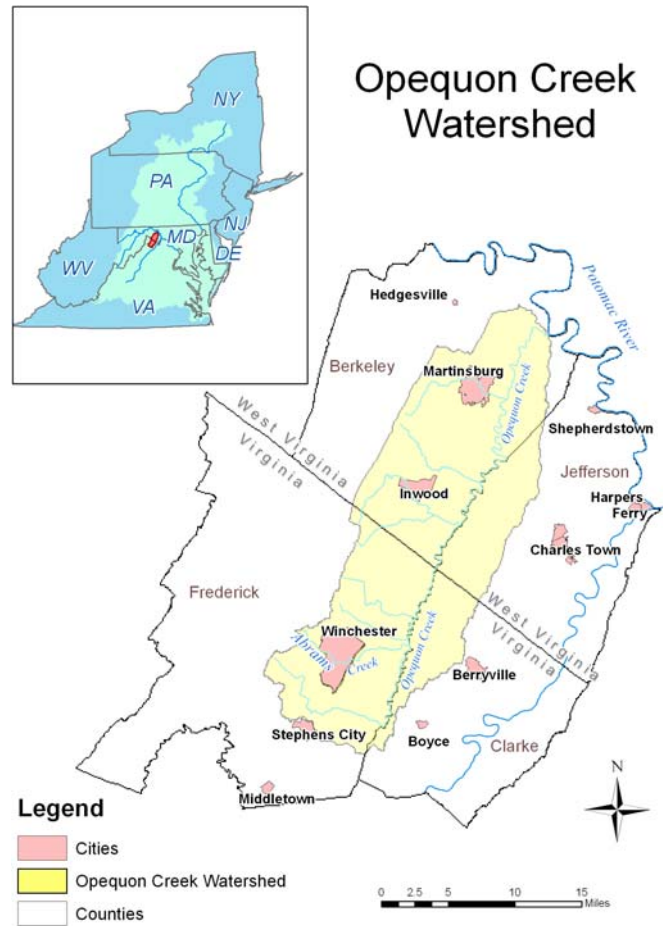 Opequon Creek
Watershed
NY
PA
NJ
MD
DE
WV
VA
Hedgesville
Potomac River
Berkeley
Martinsburg
Opequon Creek
Shepherdstown
West Virginia
Virginia
Jefferson
Inwood
Harpers
Ferry
Charles Town
Frederick
Winchester
Abrams Creek
Opequon Creek
West Virginia
Virginia
Berryville
Stephens City
Boyce
Clarke
Middletown
N
Legend
Cities
Opequon Creek Watershed
Counties
0 2.5 5 10 15
Miles